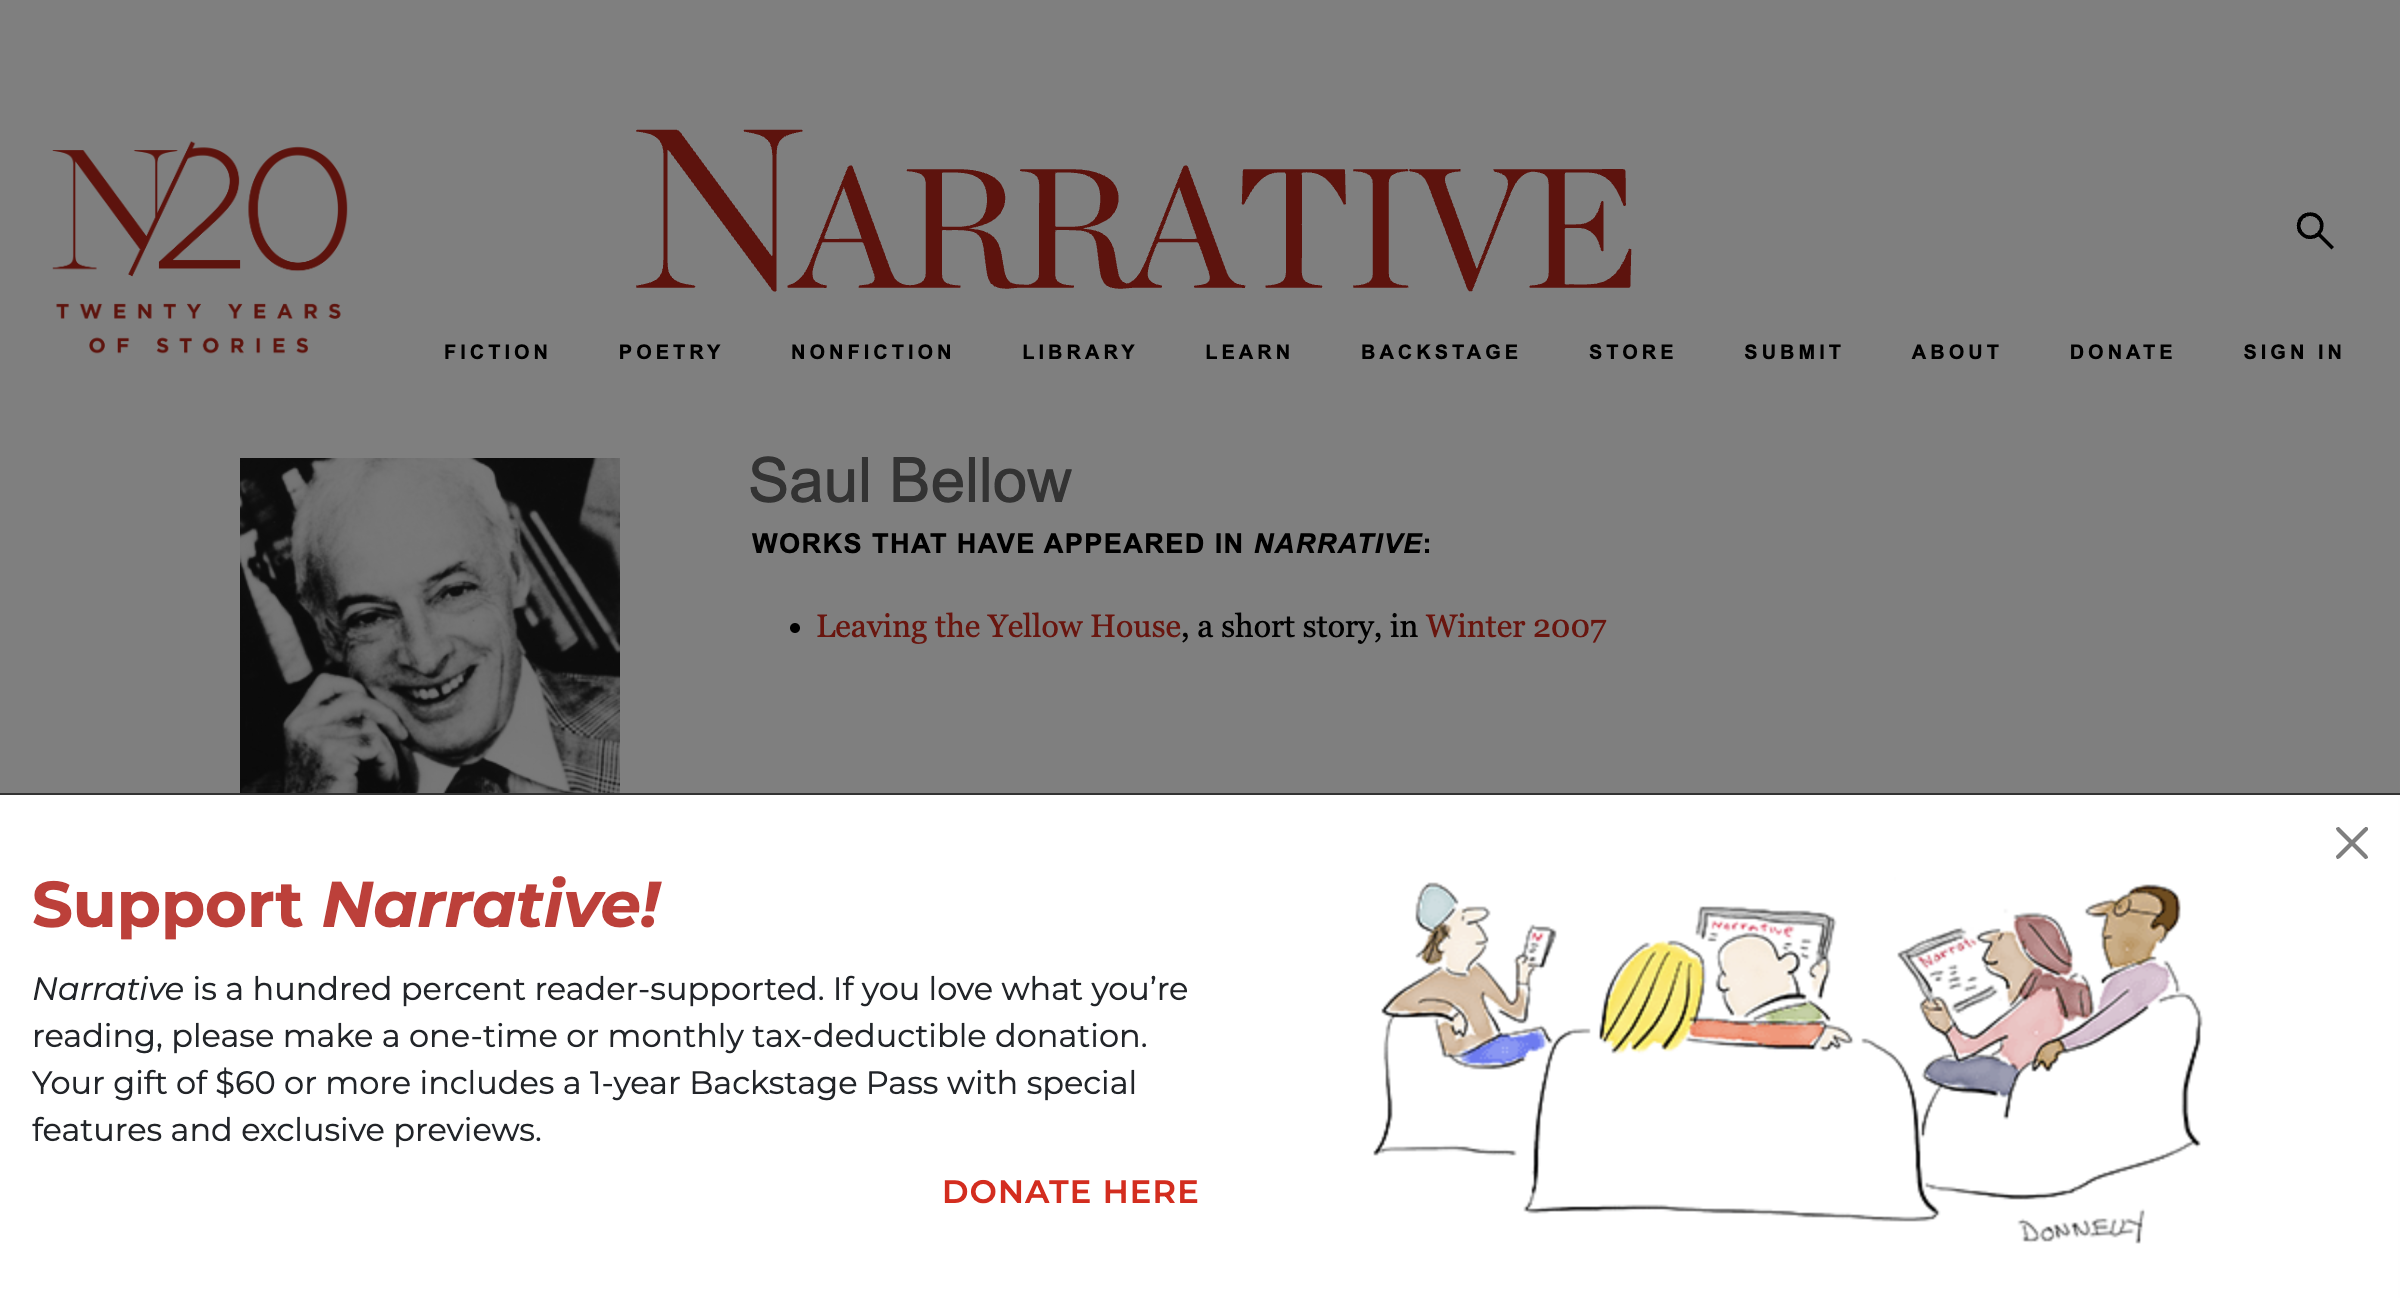 N/20
TWENTY YEARS
OF STORIES
NARRATIVE
FICTION POETRY NONFICTION LIBRARY LEARN BACKSTAGE STORE SUBMIT ABOUT DONATE SIGN IN
Saul Bellow
WORKS THAT HAVE APPEARED IN NARRATIVE:
• Leaving the Yellow House, a short story, in Winter 2007
Support Narrative!
Narrative is a hundred percent reader-supported. If you love what you’re
reading, please make a one-time or monthly tax-deductible donation.
Your gift of $60 or more includes a 1-year Backstage Pass with special
features and exclusive previews.
DONATE HERE
N
Narrative
Narrati
DONNELLY